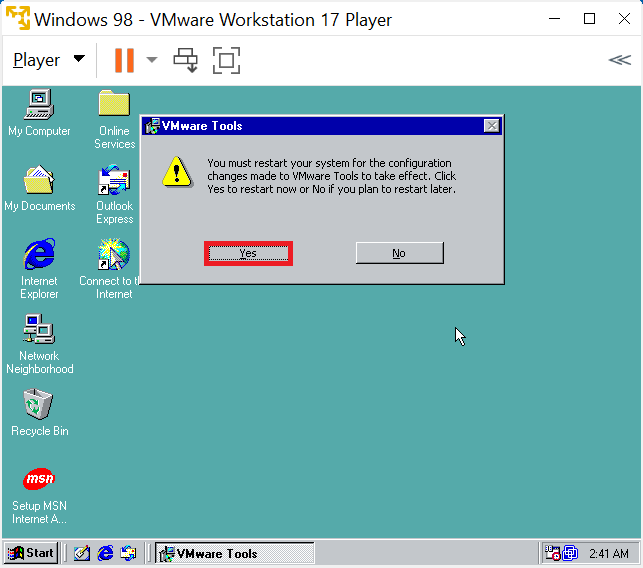 Windows 98 - VMware Workstation 17 Player
Player
My Computer
Online
Services
My Documents
Outlook
Express
Internet
Explorer
Connect to th
Internet
Network
Neighborhood
Recycle Bin
msn
Setup MSN
Internet A...
VMware Tools
You must restart your system for the configuration
changes made to VMware Tools to take effect. Click
Yes to restart now or No if you plan to restart later.
Yes
No
Start
VMware Tools
2:41 AM